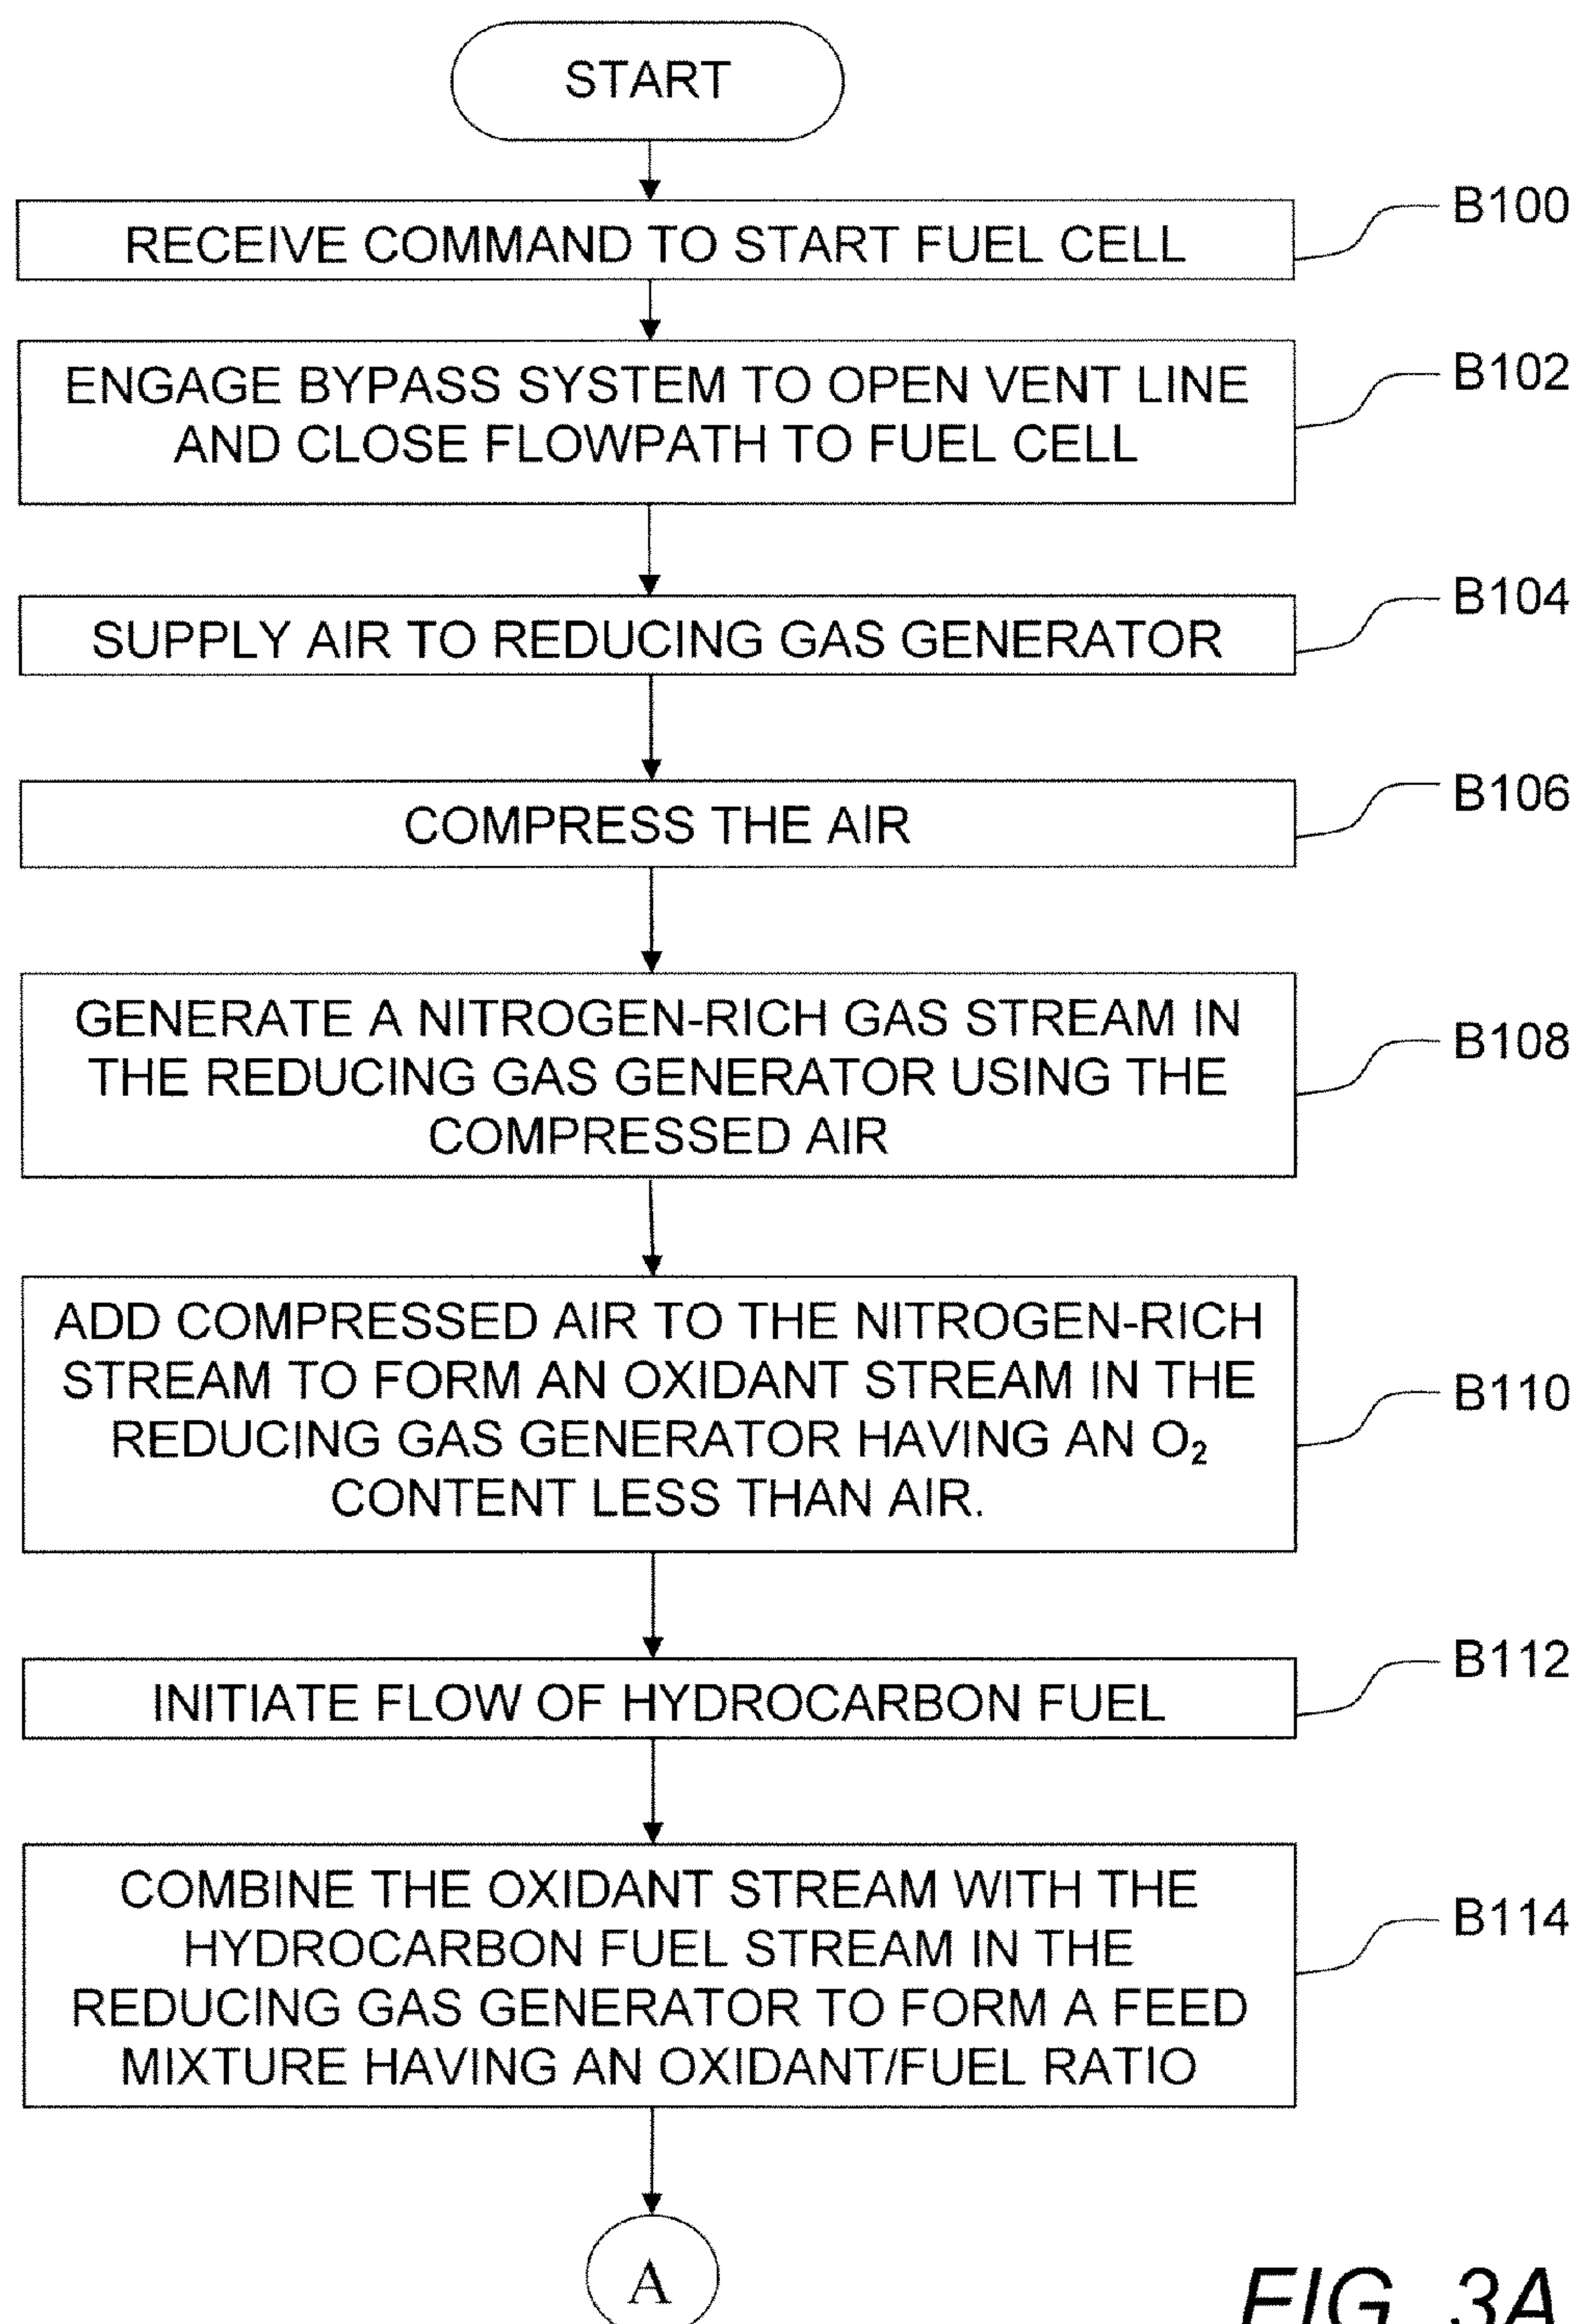 START
RECEIVE COMMAND TO START FUEL CELL
B100
ENGAGE BYPASS SYSTEM TO OPEN VENT LINE
AND CLOSE FLOWPATH TO FUEL CELL
B102
SUPPLY AIR TO REDUCING GAS GENERATOR
B104
COMPRESS THE AIR
B106
GENERATE A NITROGEN-RICH GAS STREAM IN
THE REDUCING GAS GENERATOR USING THE
COMPRESSED AIR
B108
ADD COMPRESSED AIR TO THE NITROGEN-RICH
STREAM TO FORM AN OXIDANT STREAM IN THE
REDUCING GAS GENERATOR HAVING AN O₂
CONTENT LESS THAN AIR.
B110
INITIATE FLOW OF HYDROCARBON FUEL
B112
COMBINE THE OXIDANT STREAM WITH THE
HYDROCARBON FUEL STREAM IN THE
REDUCING GAS GENERATOR TO FORM A FEED
MIXTURE HAVING AN OXIDANT/FUEL RATIO
B114
A
FIG. 3A